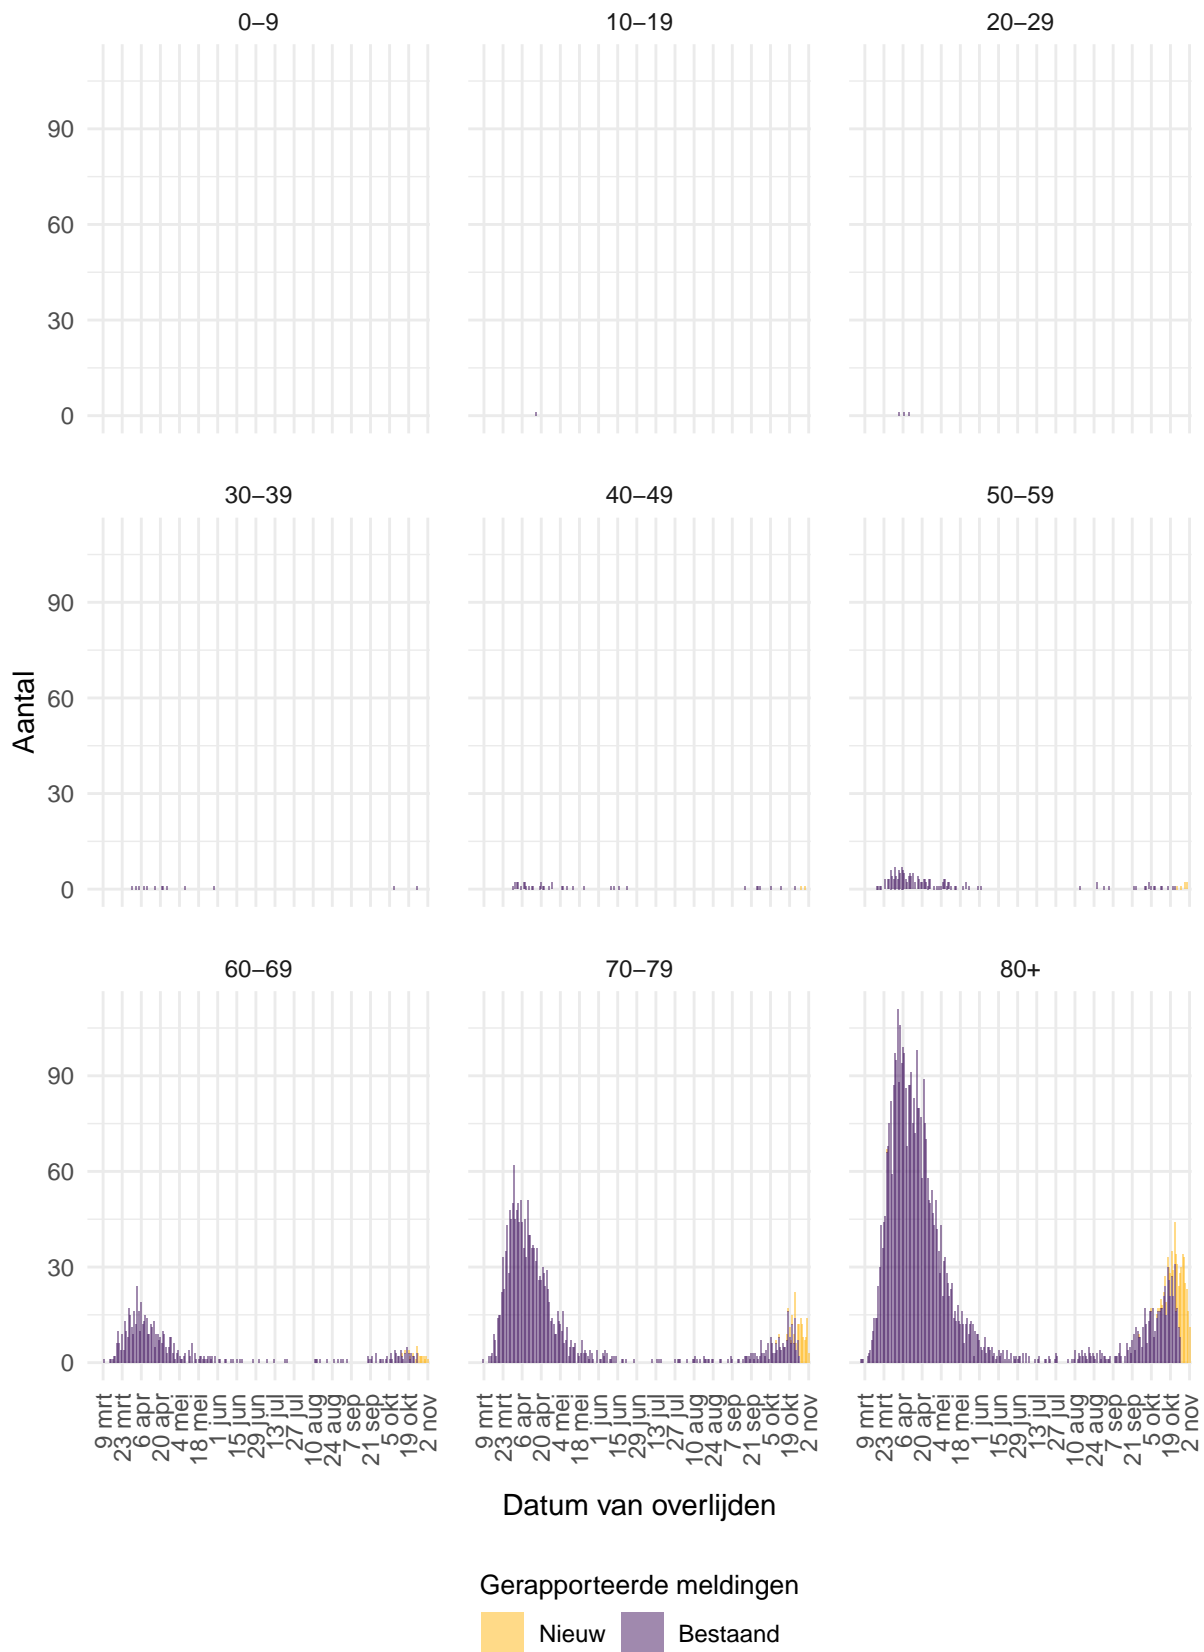 0–9 10–19 20–29
90
60
30
0
30–39 40–49 50–59
90
60
30
0
Aantal
60–69 70–79 80+
90
60
30
0
9 mrt 23 mrt 6 apr 20 apr 4 mei 18 mei 1 jun 15 jun 29 jun 13 jul 27 jul 10 aug 24 aug 7 sep 21 sep 5 okt 19 okt 2 nov
9 mrt 23 mrt 6 apr 20 apr 4 mei 18 mei 1 jun 15 jun 29 jun 13 jul 27 jul 10 aug 24 aug 7 sep 21 sep 5 okt 19 okt 2 nov
9 mrt 23 mrt 6 apr 20 apr 4 mei 18 mei 1 jun 15 jun 29 jun 13 jul 27 jul 10 aug 24 aug 7 sep 21 sep 5 okt 19 okt 2 nov
Datum van overlijden
Gerapporteerde meldingen
Nieuw Bestaand